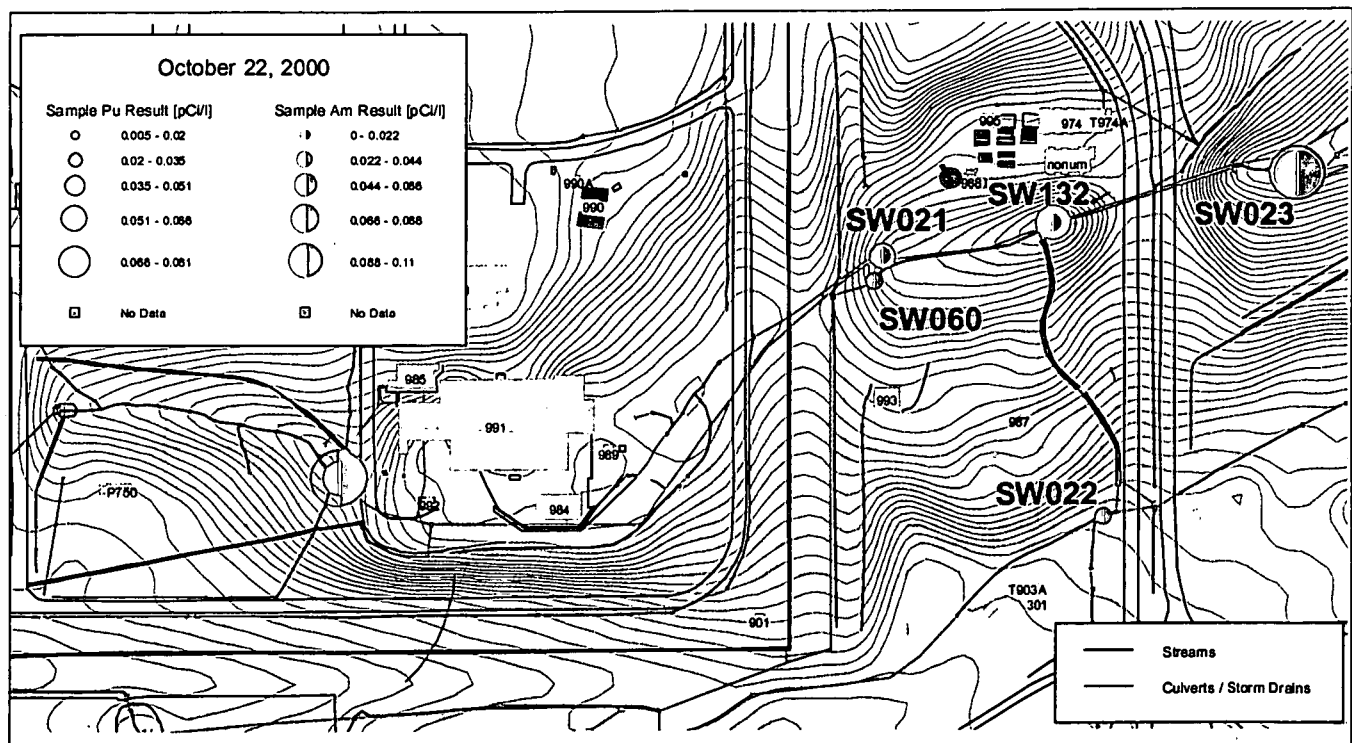 October 22, 2000
Sample Pu Result [pCi/l]
Sample Am Result [pCi/l]
0.005 - 0.02
0 - 0.022
0.02 - 0.035
0.022 - 0.044
0.035 - 0.051
0.044 - 0.066
0.051 - 0.066
0.066 - 0.088
0.066 - 0.081
0.088 - 0.11
No Data
No Data
995
974
T974A
nonum
988
990A
990
SW132
SW023
SW021
SW060
985
991
993
987
989
P750
984
SW022
T903A
301
901
Streams
Culverts / Storm Drains